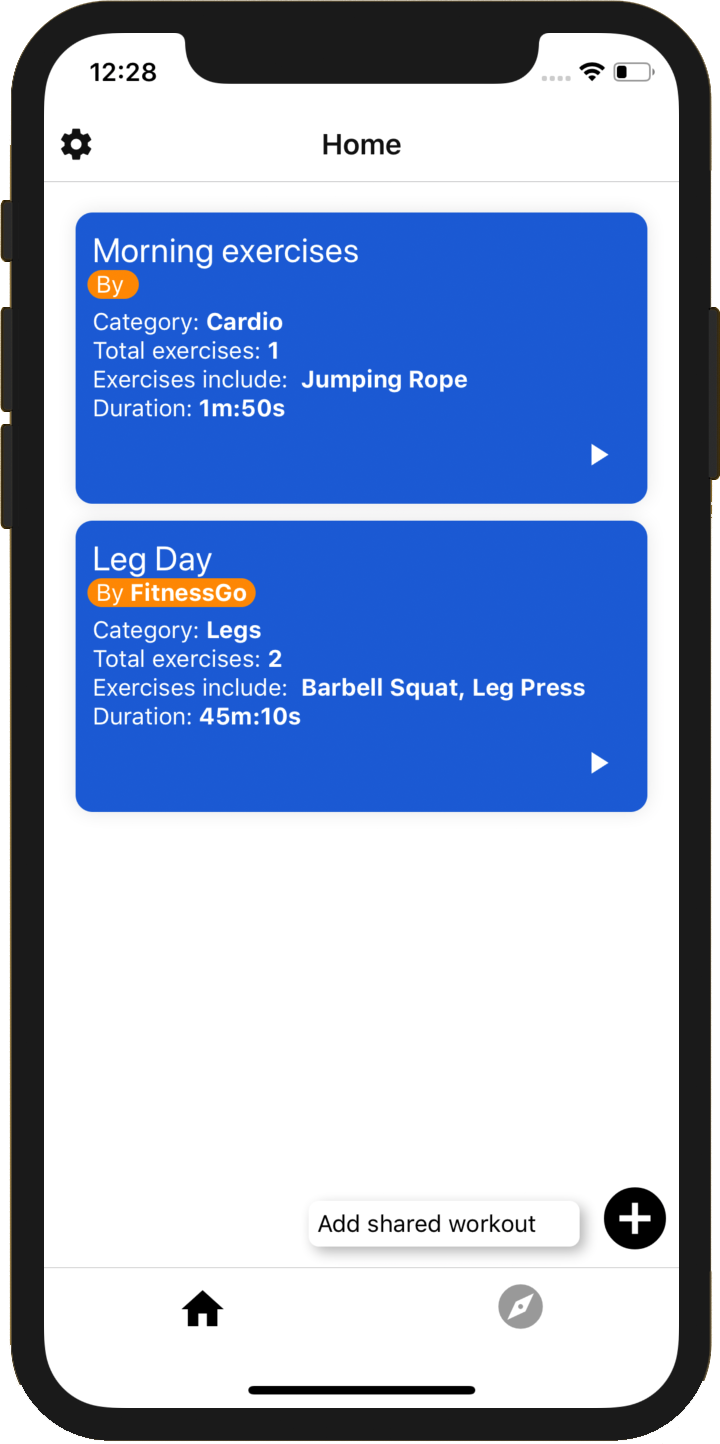 12:28
Home
Morning exercises
By
Category: Cardio
Total exercises: 1
Exercises include:  Jumping Rope
Duration: 1m:50s
Leg Day
By FitnessGo
Category: Legs
Total exercises: 2
Exercises include:  Barbell Squat, Leg Press
Duration: 45m:10s
Add shared workout